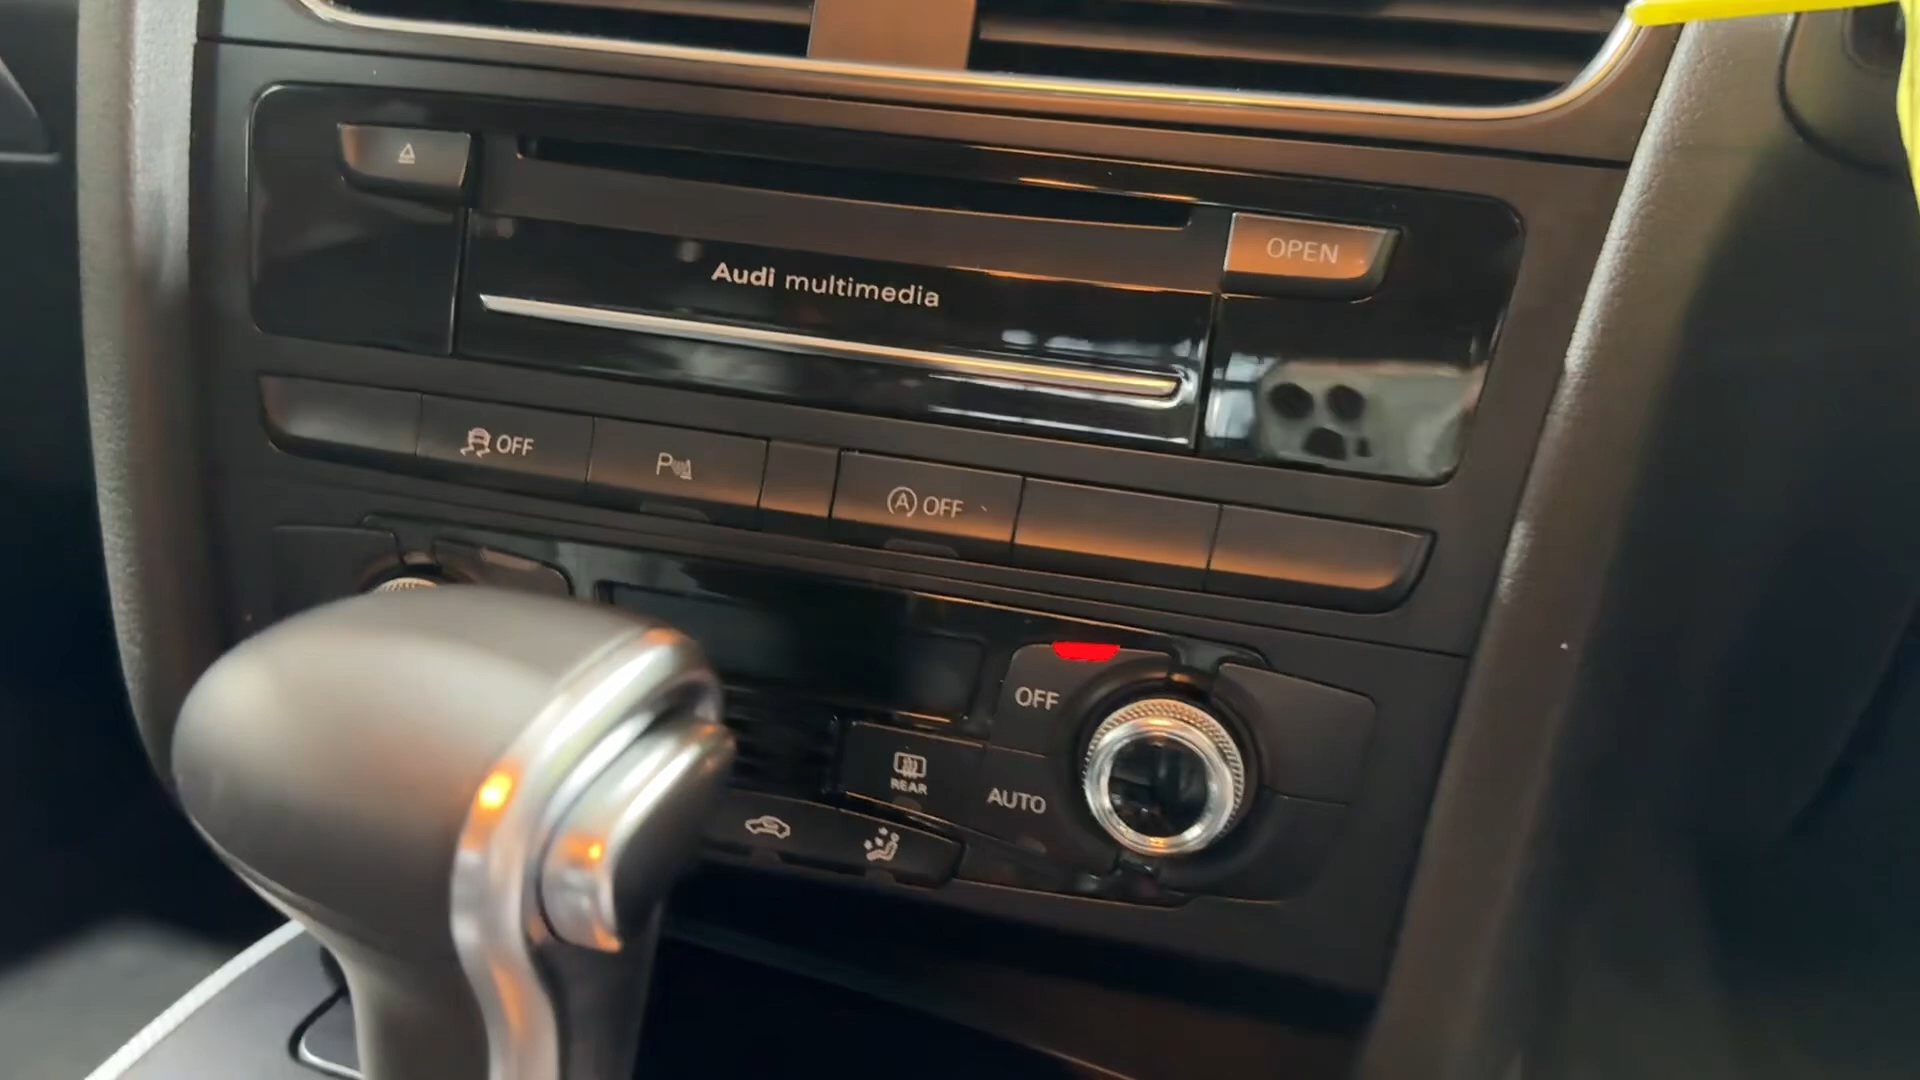 OPEN
Audi multimedia
OFF
P
A OFF
OFF
REAR
AUTO